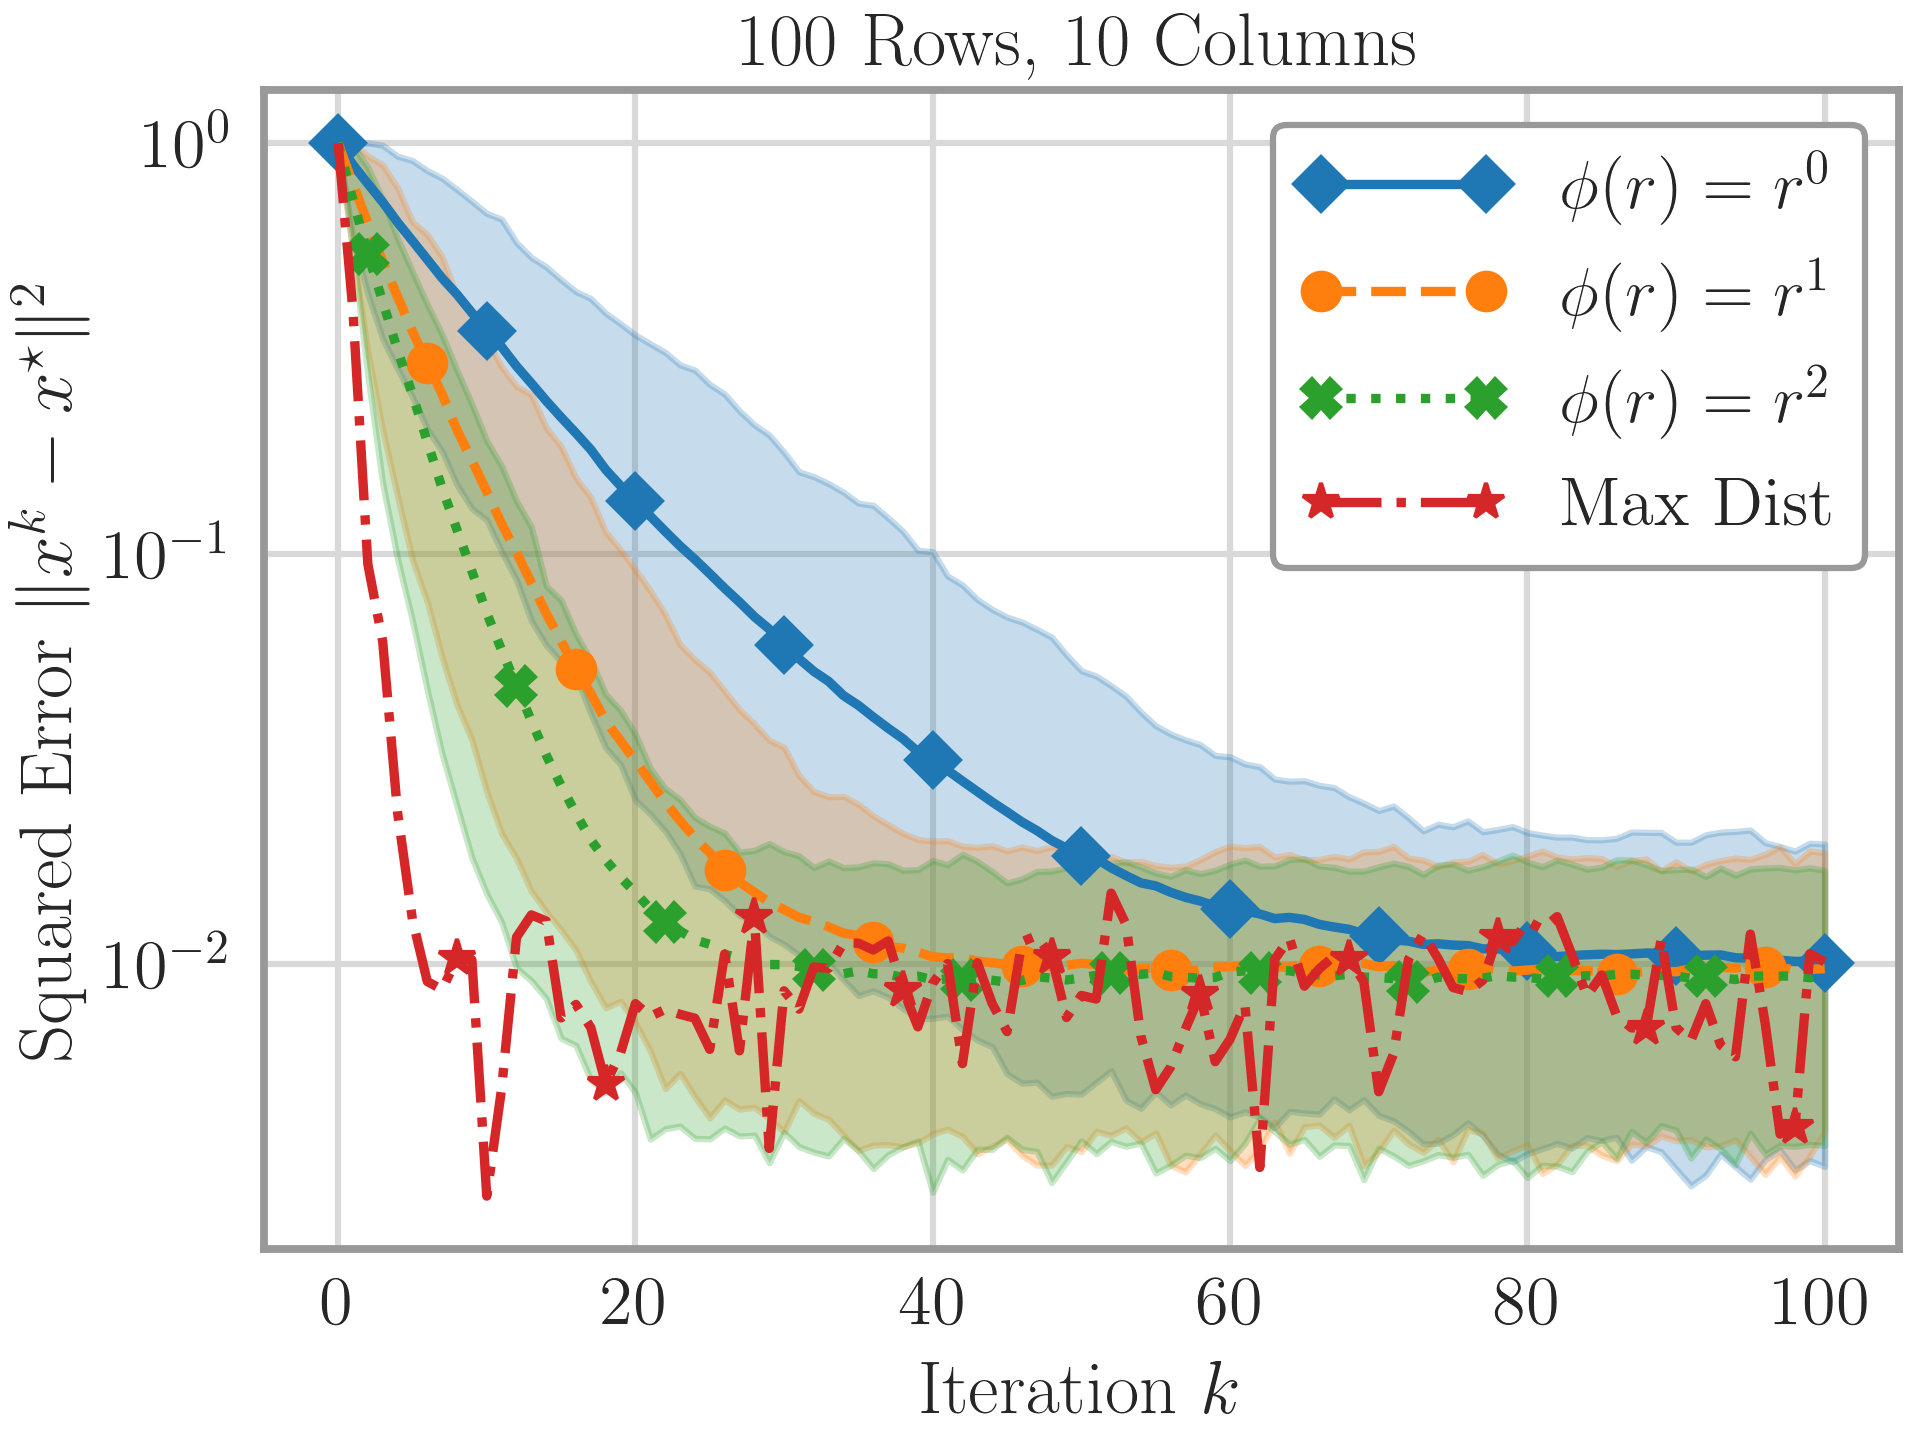 100 Rows, 10 Columns
Squared Error ‖x^k − x^⋆‖^2
10^0
10^−1
10^−2
ϕ(r) = r^0
ϕ(r) = r^1
ϕ(r) = r^2
Max Dist
0 20 40 60 80 100
Iteration k